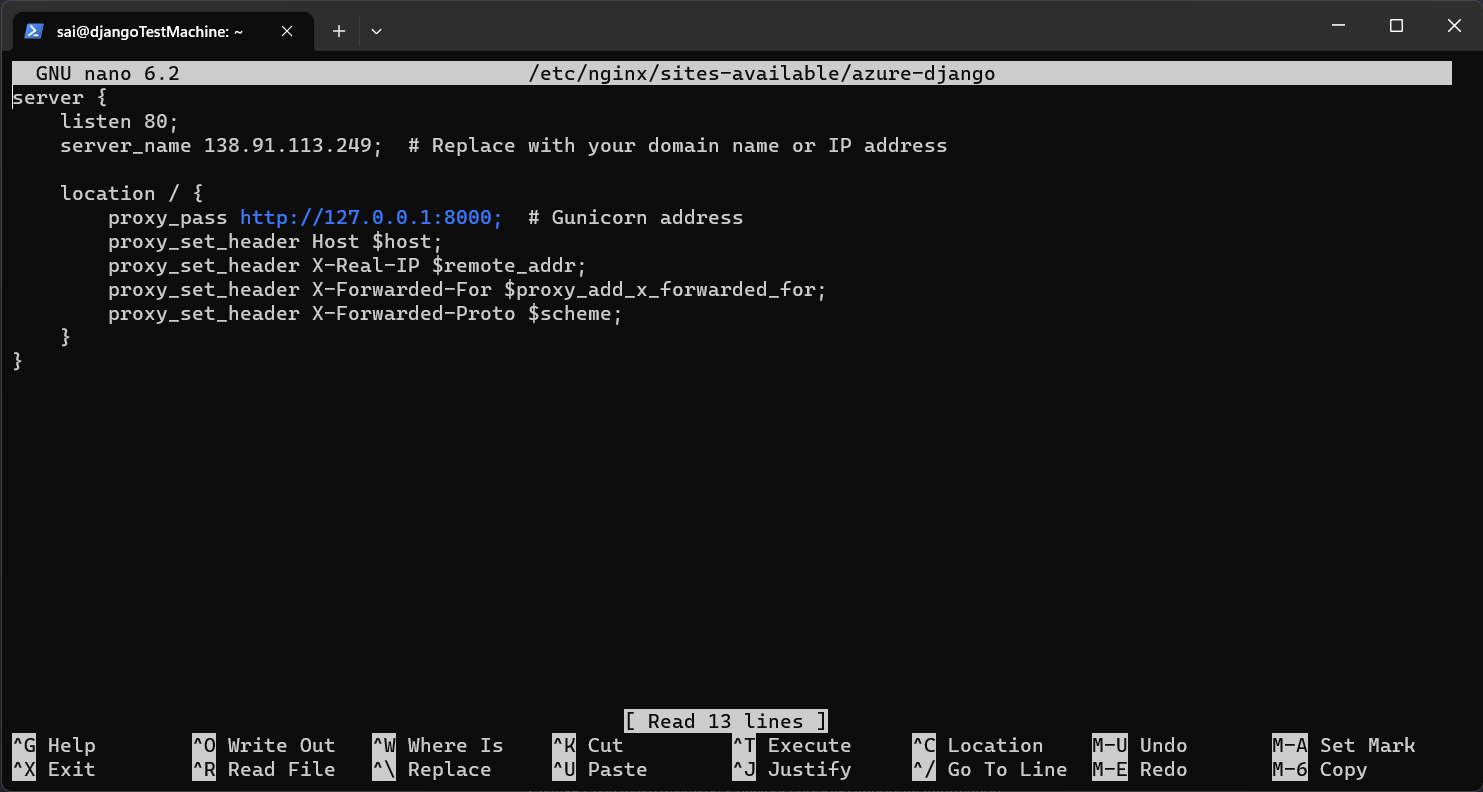 sai@djangoTestMachine: ~
GNU nano 6.2 /etc/nginx/sites-available/azure-django
server {
    listen 80;
    server_name 138.91.113.249;  # Replace with your domain name or IP address

    location / {
        proxy_pass http://127.0.0.1:8000;  # Gunicorn address
        proxy_set_header Host $host;
        proxy_set_header X-Real-IP $remote_addr;
        proxy_set_header X-Forwarded-For $proxy_add_x_forwarded_for;
        proxy_set_header X-Forwarded-Proto $scheme;
    }
}
[ Read 13 lines ]
^G Help ^O Write Out ^W Where Is ^K Cut ^T Execute ^C Location M-U Undo M-A Set Mark
^X Exit ^R Read File ^\ Replace ^U Paste ^J Justify ^/ Go To Line M-E Redo M-6 Copy